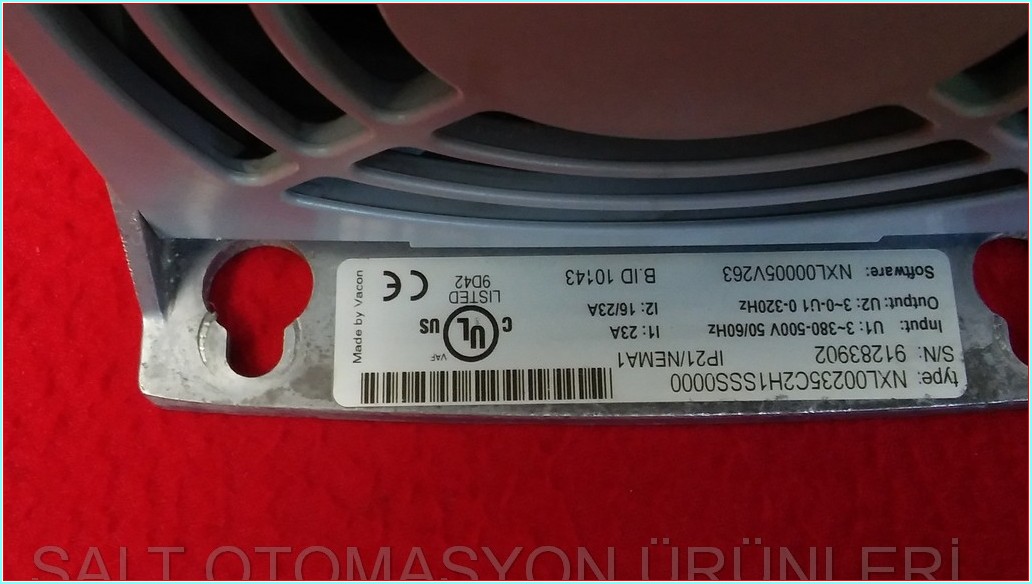 type: NXL00235C2H1SSS0000
S/N: 91283902 IP21/NEMA1
Input: U1: 3~380-500V 50/60Hz I1: 23A
Output: U2: 3~0-U1 0-320Hz I2: 16/23A
Software: NXL00005V263 B.ID 10143
VAF
C UL US
LISTED
9D42
CE
Made by Vacon
SALT OTOMASYON ÜRÜNLERİ